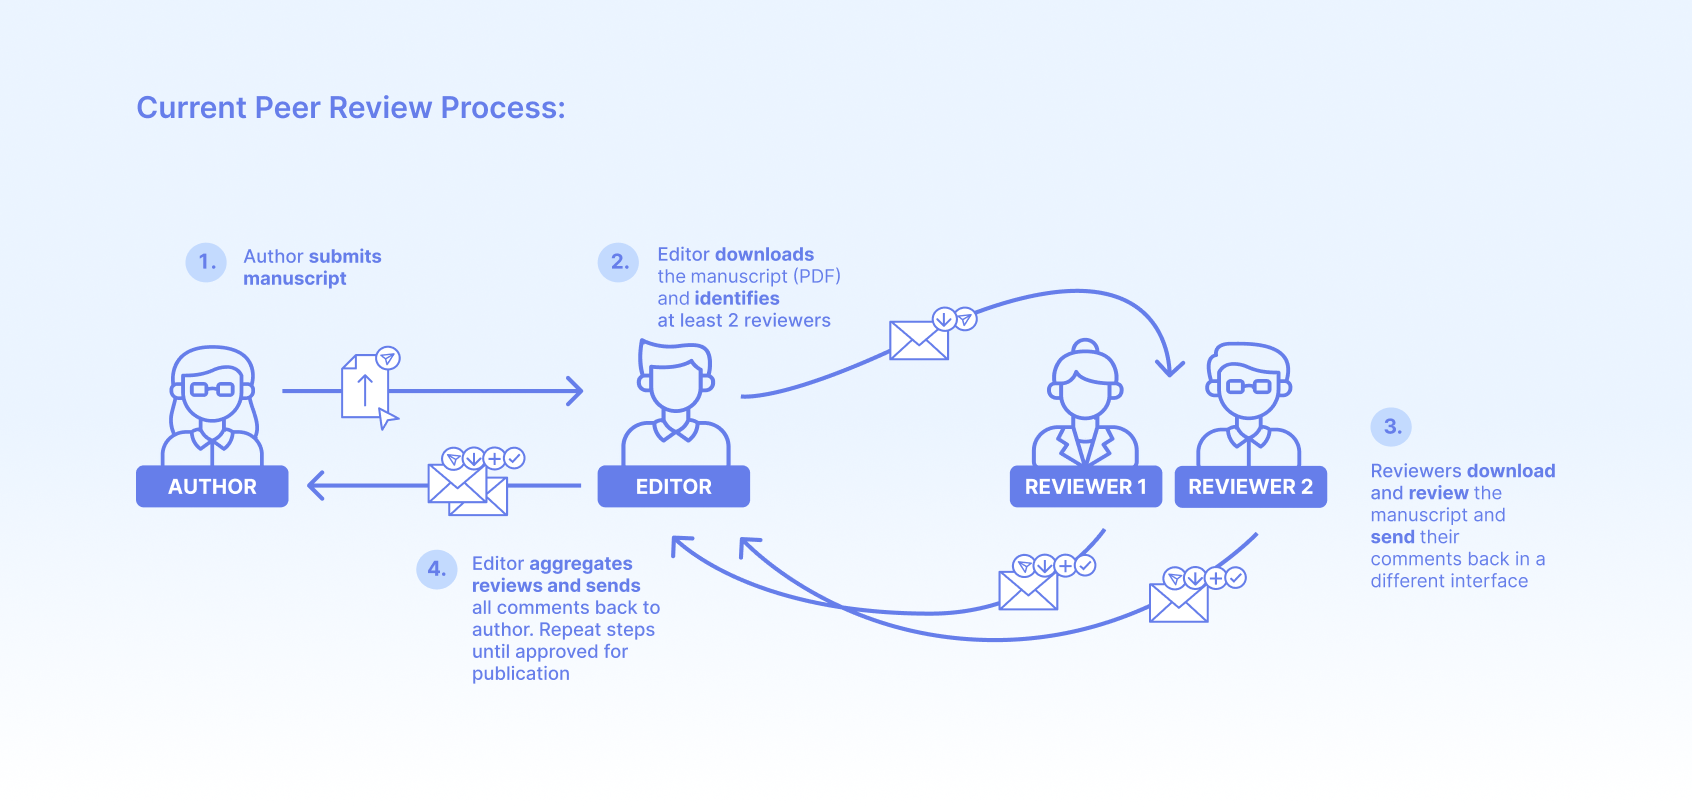 Current Peer Review Process:
1.
Author submits
manuscript
2.
Editor downloads
the manuscript (PDF)
and identifies
at least 2 reviewers
AUTHOR
EDITOR
REVIEWER 1
REVIEWER 2
3.
Reviewers download
and review the
manuscript and
send their
comments back in a
different interface
4.
Editor aggregates
reviews and sends
all comments back to
author. Repeat steps
until approved for
publication